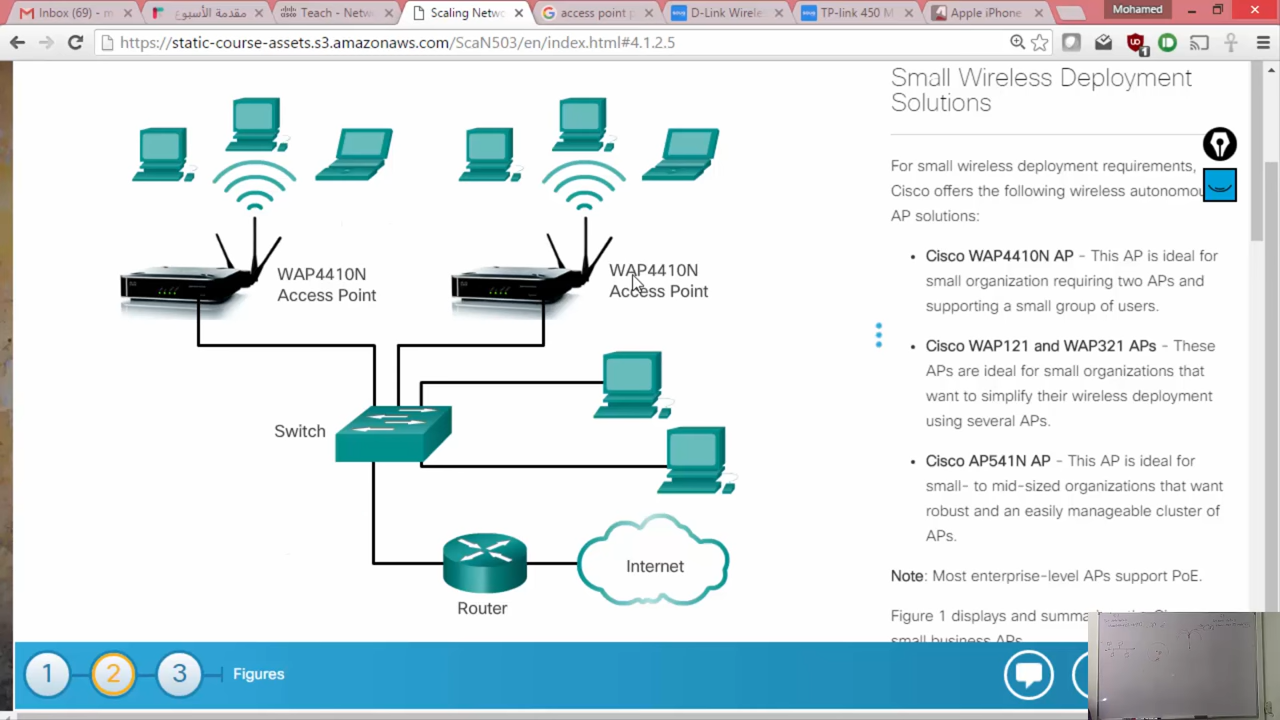 Inbox (69) - m
مقدمة الأسبوع
Teach - Netw
Scaling Netwo
access point p
D-Link Wirele
TP-link 450 M
Apple iPhone
Mohamed
https://static-course-assets.s3.amazonaws.com/ScaN503/en/index.html#4.1.2.5
1
WAP4410N
Access Point
WAP4410N
Access Point
Switch
Router
Internet
Small Wireless Deployment
Solutions
For small wireless deployment requirements,
Cisco offers the following wireless autonomou
AP solutions:
• Cisco WAP4410N AP - This AP is ideal for
small organization requiring two APs and
supporting a small group of users.
• Cisco WAP121 and WAP321 APs - These
APs are ideal for small organizations that
want to simplify their wireless deployment
using several APs.
• Cisco AP541N AP - This AP is ideal for
small- to mid-sized organizations that want
robust and an easily manageable cluster of
APs.
Note: Most enterprise-level APs support PoE.
Figure 1 displays and summa
small business APs
1
2
3
Figures